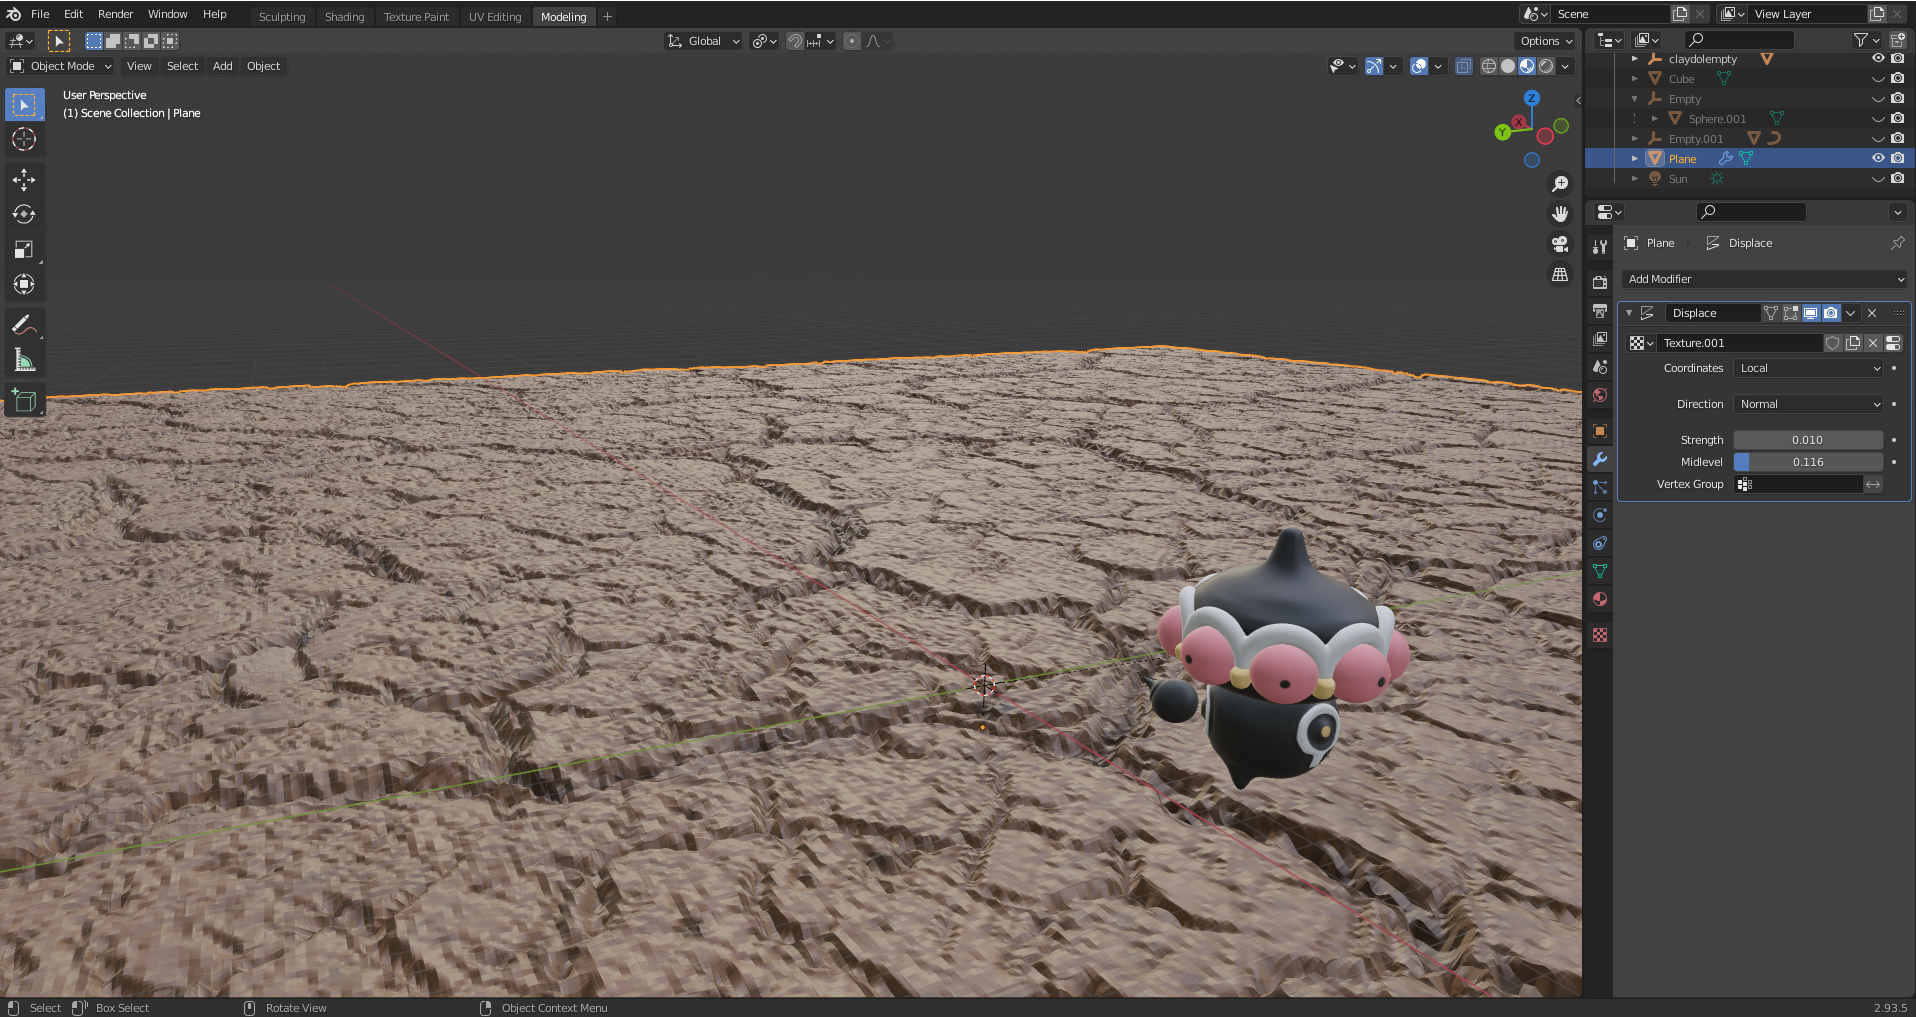 File Edit Render Window Help Sculpting Shading Texture Paint UV Editing Modeling Scene View Layer
Global Options
Object Mode View Select Add Object
User Perspective
(1) Scene Collection | Plane
Z
X
Y
claydolempty
Cube
Empty
Sphere.001
Empty.001
Plane
Sun
Plane Displace
Add Modifier
Displace
Texture.001
Coordinates Local
Direction Normal
Strength 0.010
Midlevel 0.116
Vertex Group
Select Box Select Rotate View Object Context Menu 2.93.5